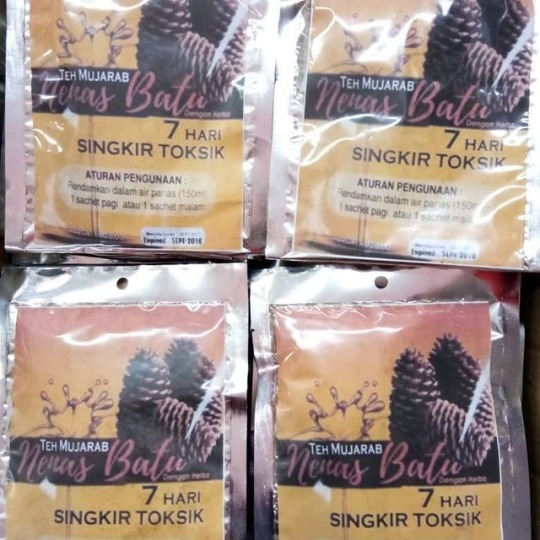 TEH MUJARAB
Nenas Batu
Dengan Herba
7 HARI
SINGKIR TOKSIK
ATURAN PENGUNAAN :
Rendamkan dalam air panas (150m)
1 sachet pagi atau 1 sachet malam
Expired SEPT 2018
TEH MUJARAB
Nenas Batu
Dengan Herba
7 HARI
SINGKIR TOKSIK
ATURAN PENGUNAAN :
Rendamkan dalam air panas (150m)
1 sachet pagi atau 1 sachet malam
Expired SEPT 2018
TEH MUJARAB
Nenas Batu
Dengan Herba
7 HARI
SINGKIR TOKSIK
TEH MUJARAB
Nenas Batu
Dengan Herba
7 HARI
SINGKIR TOKSIK